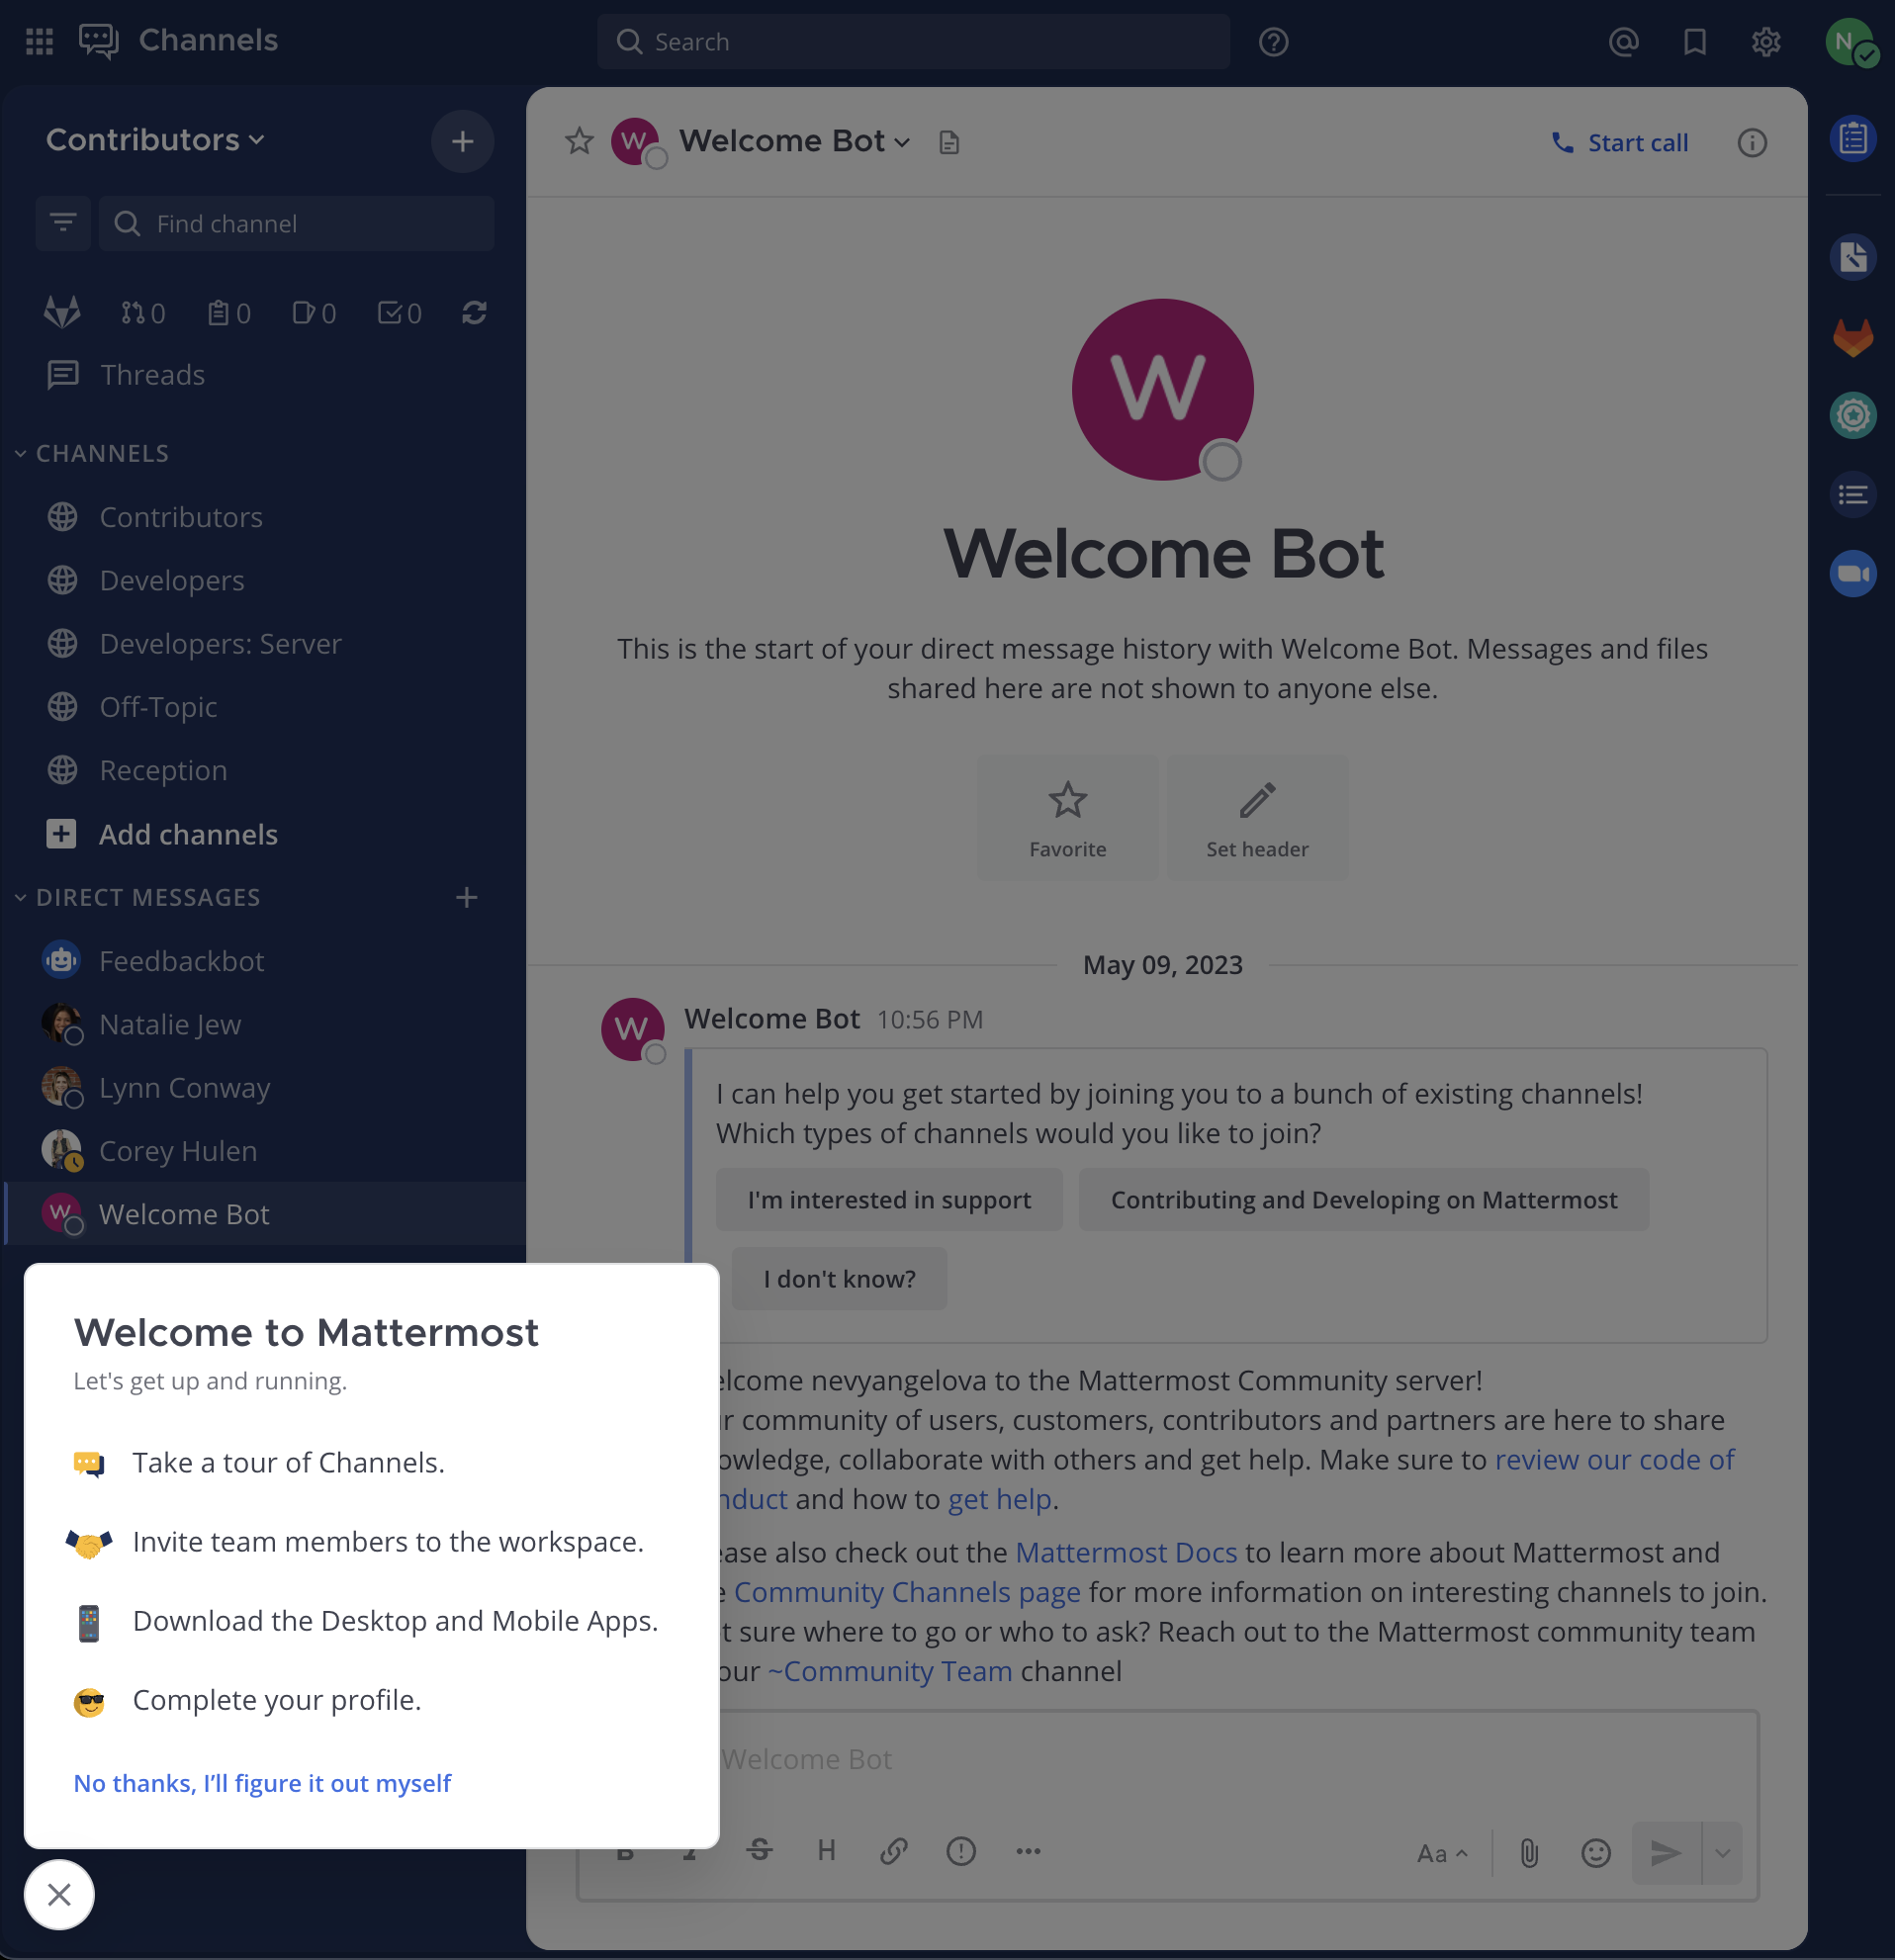 Channels
Search
N
Contributors
Find channel
0 0 0 0
Threads
CHANNELS
Contributors
Developers
Developers: Server
Off-Topic
Reception
Add channels
DIRECT MESSAGES
Feedbackbot
Natalie Jew
Lynn Conway
Corey Hulen
W Welcome Bot
W Welcome Bot
Start call
W
Welcome Bot
This is the start of your direct message history with Welcome Bot. Messages and files
shared here are not shown to anyone else.
Favorite
Set header
May 09, 2023
W
Welcome Bot 10:56 PM
I can help you get started by joining you to a bunch of existing channels!
Which types of channels would you like to join?
I'm interested in support
Contributing and Developing on Mattermost
I don't know?
elcome nevyangelova to the Mattermost Community server!
r community of users, customers, contributors and partners are here to share
owledge, collaborate with others and get help. Make sure to review our code of
nduct and how to get help.
ease also check out the Mattermost Docs to learn more about Mattermost and
e Community Channels page for more information on interesting channels to join.
t sure where to go or who to ask? Reach out to the Mattermost community team
our ~Community Team channel
Welcome Bot
B I S H
Aa
Welcome to Mattermost
Let's get up and running.
Take a tour of Channels.
Invite team members to the workspace.
Download the Desktop and Mobile Apps.
Complete your profile.
No thanks, I’ll figure it out myself